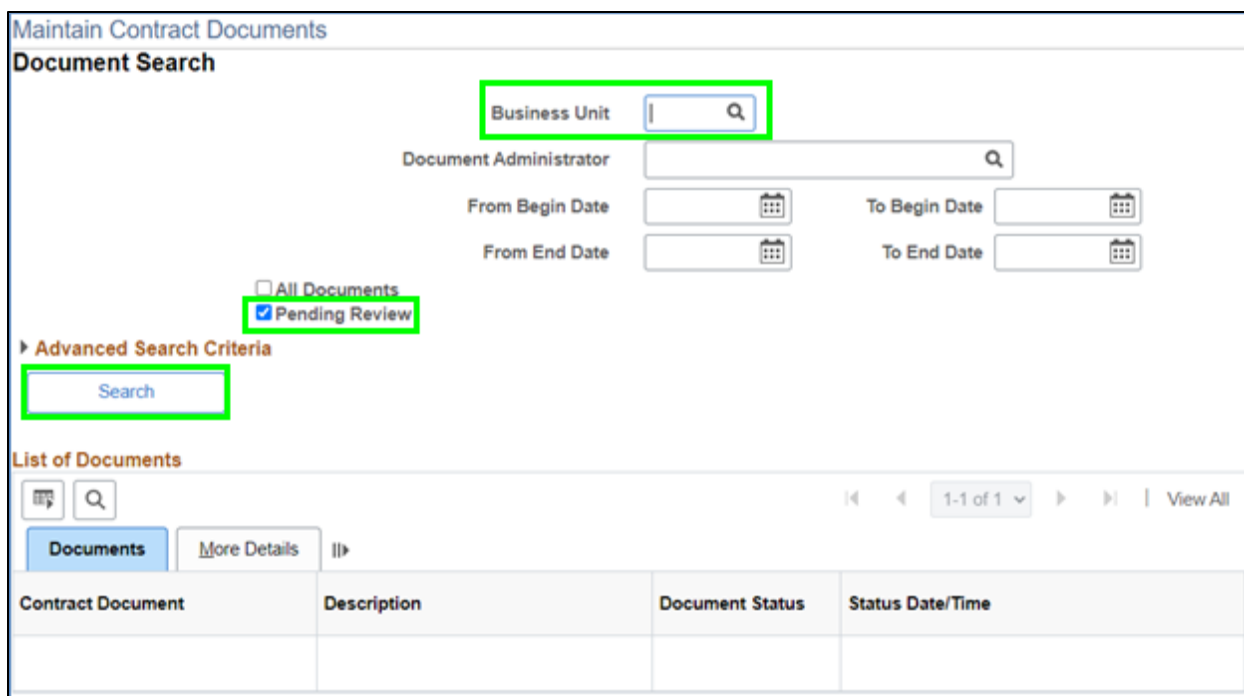 Maintain Contract Documents
Document Search
Business Unit
Document Administrator
From Begin Date To Begin Date
From End Date To End Date
All Documents
Pending Review
Advanced Search Criteria
Search
List of Documents
1-1 of 1 View All
Documents More Details
Contract Document Description Document Status Status Date/Time